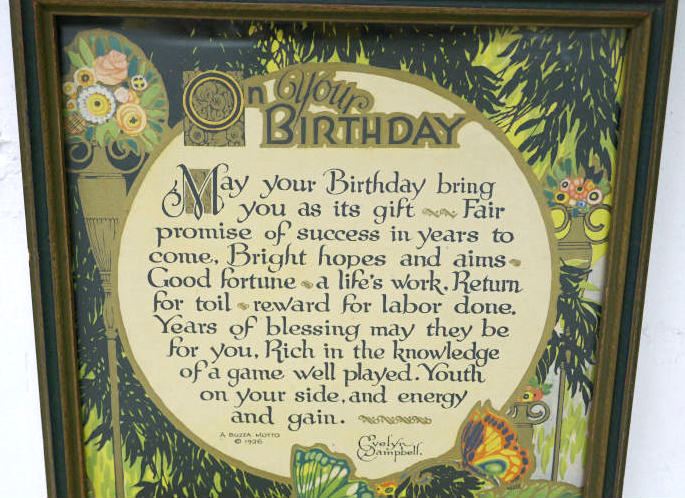 On Your
BIRTHDAY
May your Birthday bring
you as its gift ~~ Fair
promise of success in years to
come, Bright hopes and aims
Good fortune a life's work. Return
for toil reward for labor done.
Years of blessing may they be
for you, Rich in the knowledge
of a game well played. Youth
on your side, and energy
and gain.
A BUZZA MOTTO
© 1926
Evelyn
Campbell.